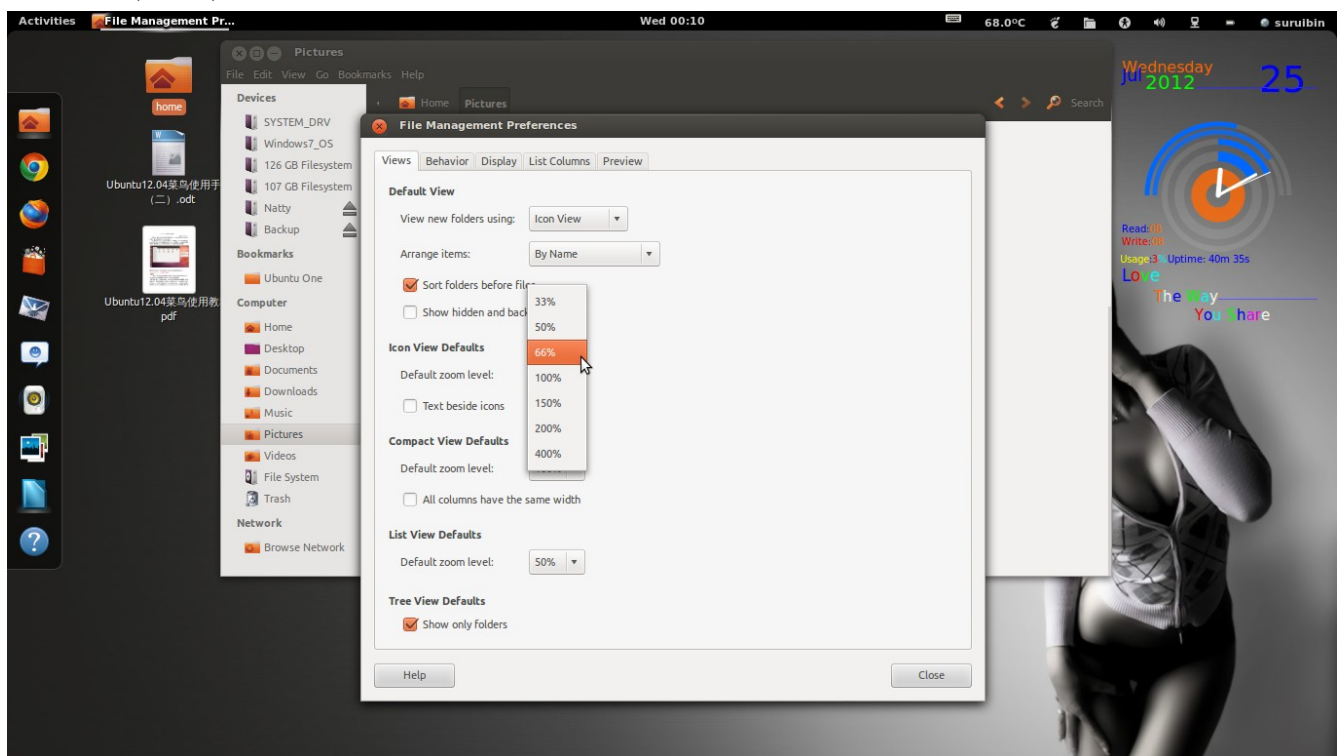 Activities File Management Pr... Wed 00:10 68.0°C suruibin
home
Ubuntu12.04菜鸟使用手
（二）.odt
Ubuntu12.04菜鸟使用教
pdf
Pictures
File Edit View Go Bookmarks Help
Home Pictures Search
Devices
SYSTEM_DRV
Windows7_OS
126 GB Filesystem
107 GB Filesystem
Natty
Backup
Bookmarks
Ubuntu One
Computer
Home
Desktop
Documents
Downloads
Music
Pictures
Videos
File System
Trash
Network
Browse Network
File Management Preferences
Views Behavior Display List Columns Preview
Default View
View new folders using: Icon View
Arrange items: By Name
Sort folders before files
Show hidden and back
Icon View Defaults
Default zoom level:
Text beside icons
33%
50%
66%
100%
150%
200%
400%
Compact View Defaults
Default zoom level:
All columns have the same width
List View Defaults
Default zoom level: 50%
Tree View Defaults
Show only folders
Help Close
Wednesday
Jul 2012 25
Read:
Write:
Usage:3 Uptime: 40m 35s
Love
The Way
You Share